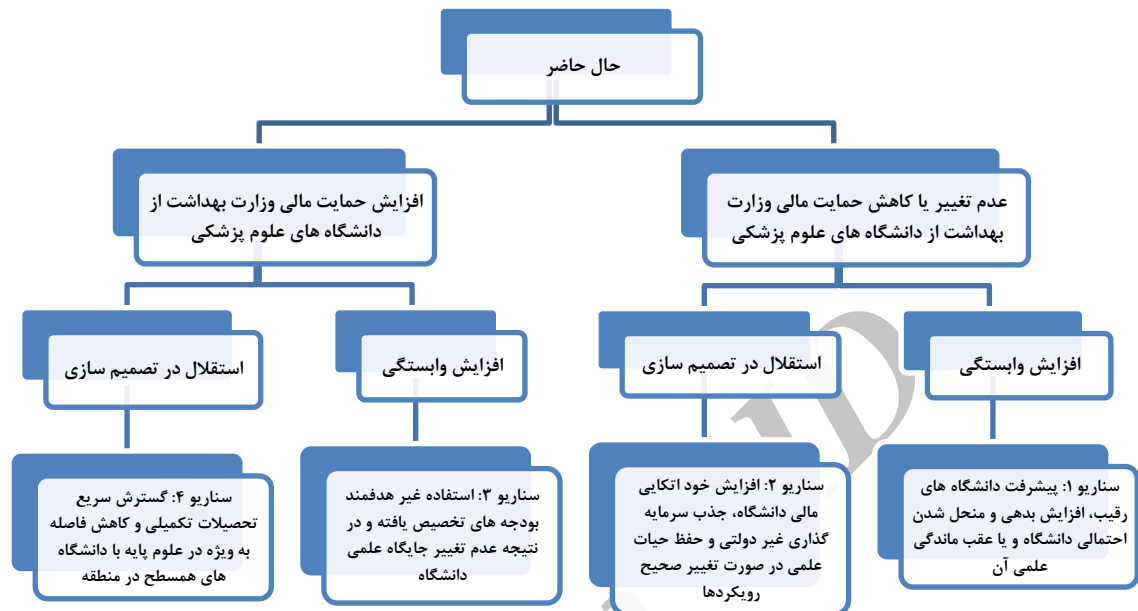 حال حاضر
عدم تغییر یا کاهش حمایت مالی وزارت
بهداشت از دانشگاه های علوم پزشکی
افزایش حمایت مالی وزارت بهداشت از
دانشگاه های علوم پزشکی
افزایش وابستگی
استقلال در تصمیم سازی
افزایش وابستگی
استقلال در تصمیم سازی
سناریو ۱: پیشرفت دانشگاه های
رقیب، افزایش بدهی و منحل شدن
احتمالی دانشگاه و یا عقب ماندگی
علمی آن
سناریو ۲: افزایش خود اتکایی
مالی دانشگاه، جذب سرمایه
گذاری غیر دولتی و حفظ حیات
علمی در صورت تغییر صحیح
رویکردها
سناریو ۳: استفاده غیر هدفمند
بودجه های تخصیص یافته و در
نتیجه عدم تغییر جایگاه علمی
دانشگاه
سناریو ۴: گسترش سریع
تحصیلات تکمیلی و کاهش فاصله
به ویژه در علوم پایه با دانشگاه
های همسطح در منطقه